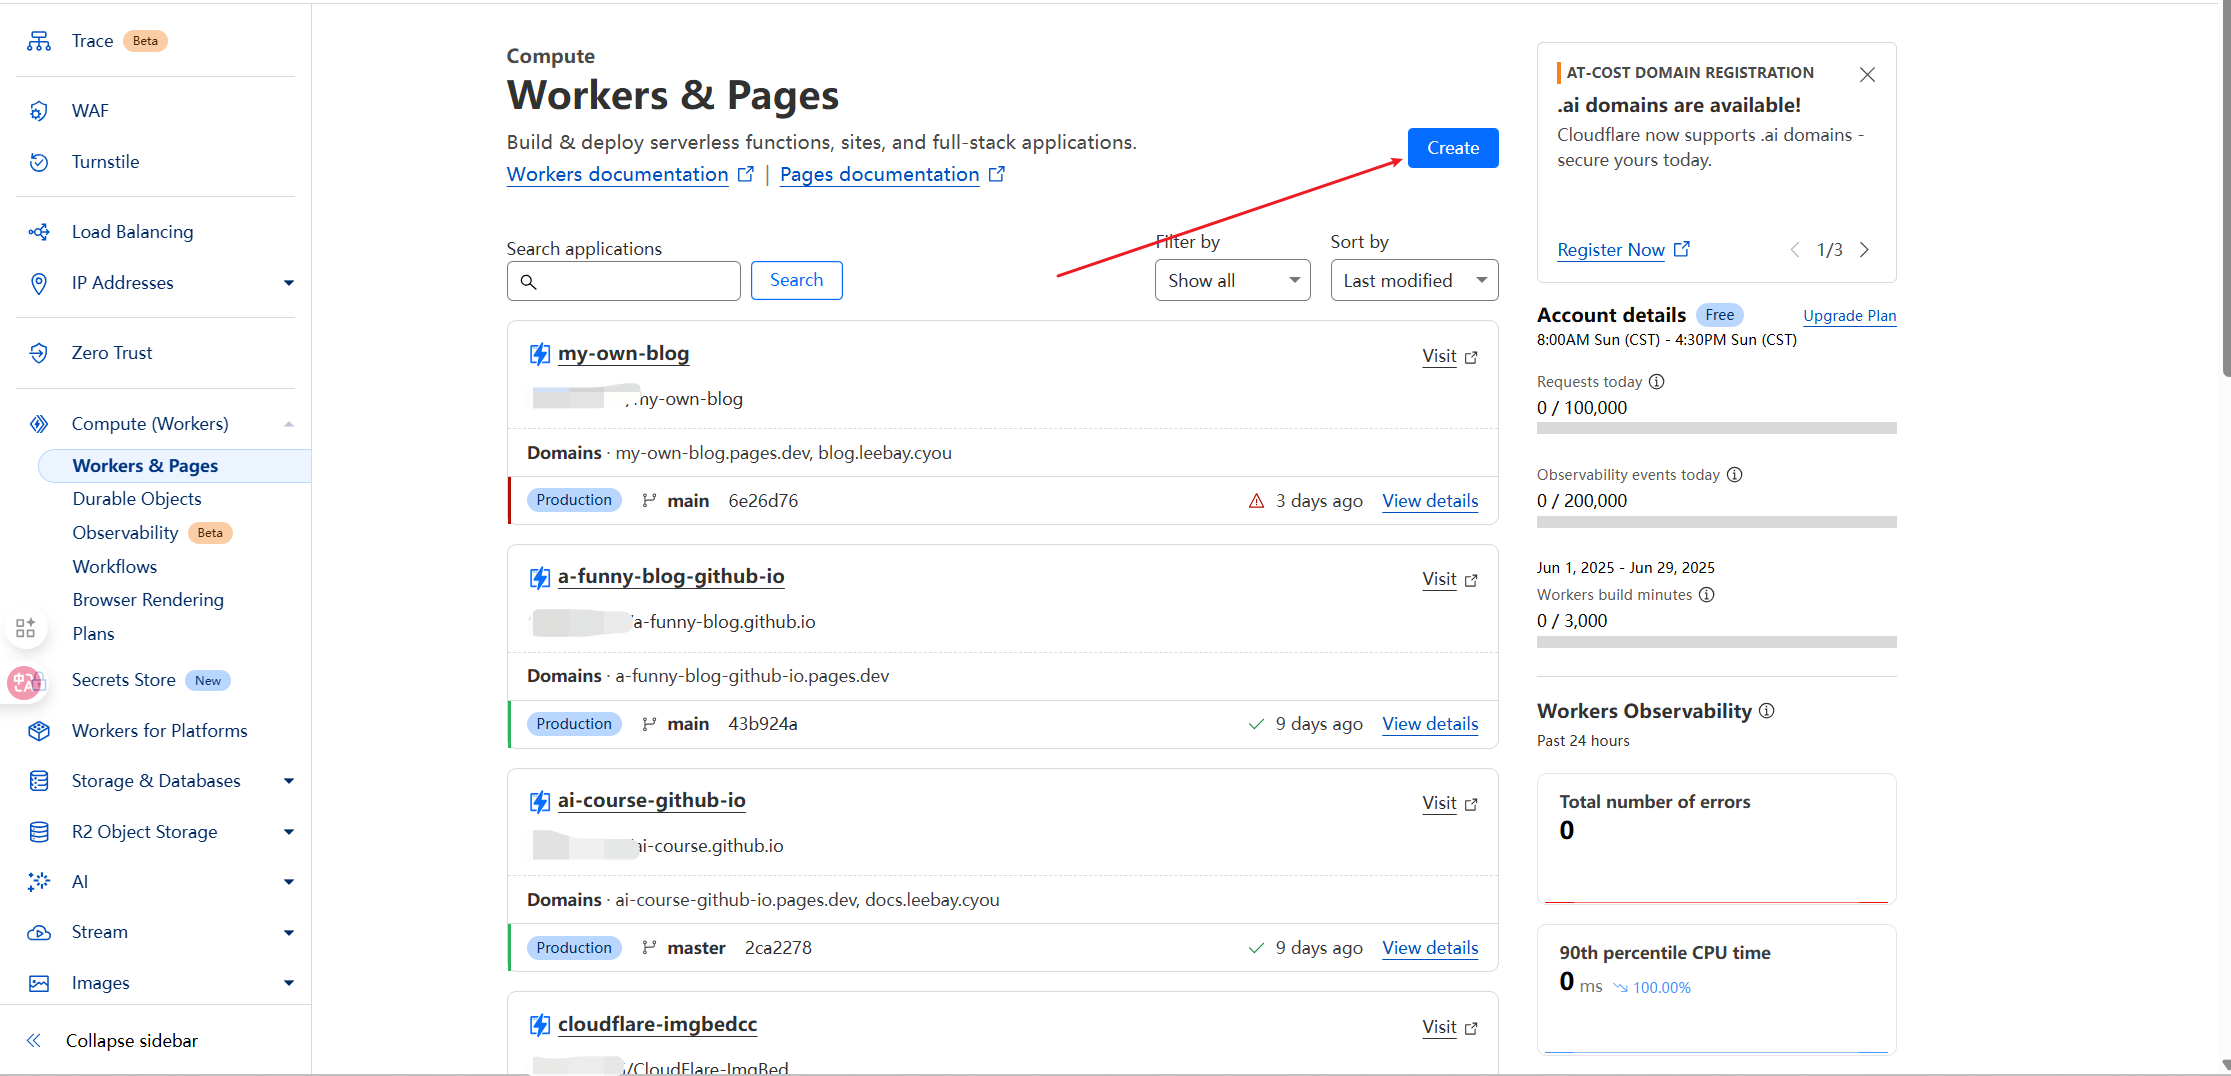 Trace Beta
WAF
Turnstile
Load Balancing
IP Addresses
Zero Trust
Compute (Workers)
Workers & Pages
Durable Objects
Observability Beta
Workflows
Browser Rendering
Plans
Secrets Store New
Workers for Platforms
Storage & Databases
R2 Object Storage
AI
Stream
Images
Collapse sidebar
Compute
Workers & Pages
Build & deploy serverless functions, sites, and full-stack applications.
Workers documentation | Pages documentation
Create
Search applications
Search
Filter by
Show all
Sort by
Last modified
my-own-blog
Visit
my-own-blog
Domains · my-own-blog.pages.dev, blog.leebay.cyou
Production main 6e26d76 3 days ago View details
a-funny-blog-github-io
Visit
/a-funny-blog.github.io
Domains · a-funny-blog-github-io.pages.dev
Production main 43b924a 9 days ago View details
ai-course-github-io
Visit
ai-course.github.io
Domains · ai-course-github-io.pages.dev, docs.leebay.cyou
Production master 2ca2278 9 days ago View details
cloudflare-imgbedcc
Visit
/CloudFlare-ImgBed
AT-COST DOMAIN REGISTRATION
.ai domains are available!
Cloudflare now supports .ai domains -
secure yours today.
Register Now 1/3
Account details Free Upgrade Plan
8:00AM Sun (CST) - 4:30PM Sun (CST)
Requests today
0 / 100,000
Observability events today
0 / 200,000
Jun 1, 2025 - Jun 29, 2025
Workers build minutes
0 / 3,000
Workers Observability
Past 24 hours
Total number of errors
0
90th percentile CPU time
0 ms 100.00%